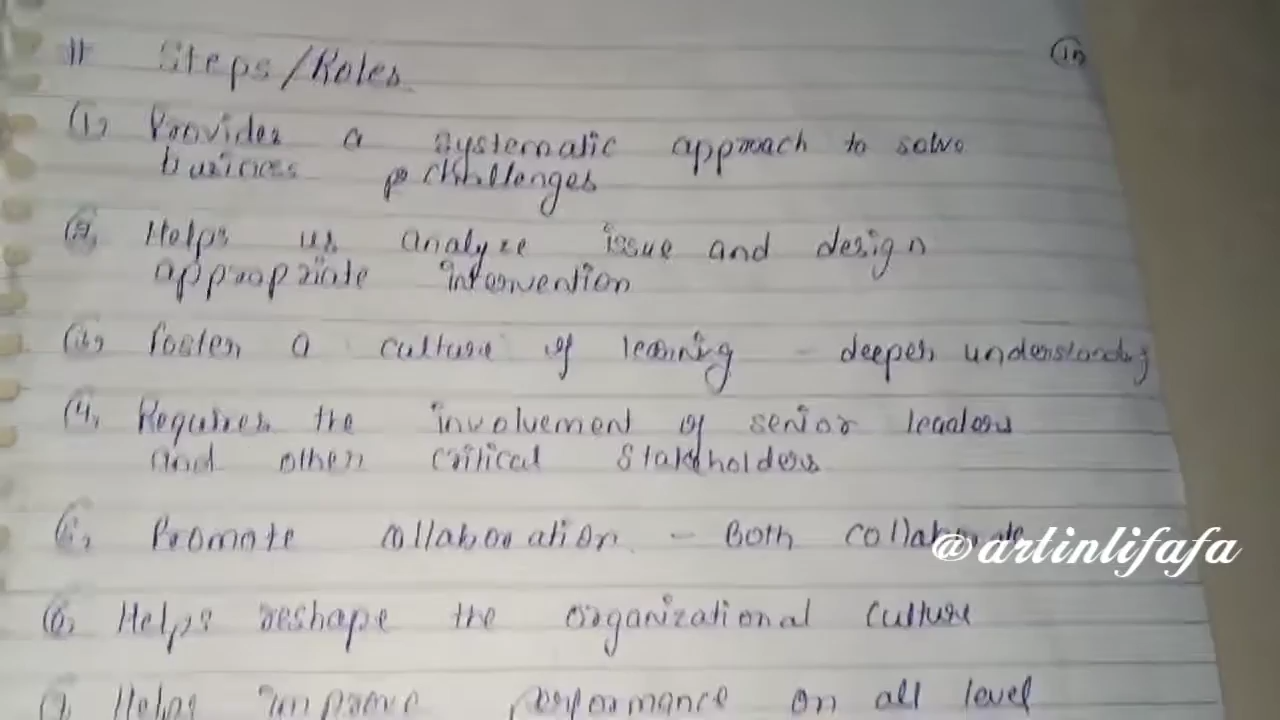 # Steps/Roles
(1) Provides a systematic approach to solve
business challenges
(2) Helps us analyze issue and design
appropriate intervention
(3) Foster a culture of learning - deeper understanding
(4) Requires the involvement of senior leaders
and other critical stakeholders
(5) Promote collaboration - Both collaborate
@artinlifafa
(6) Helps reshape the organizational culture
Helps improve performance on all level